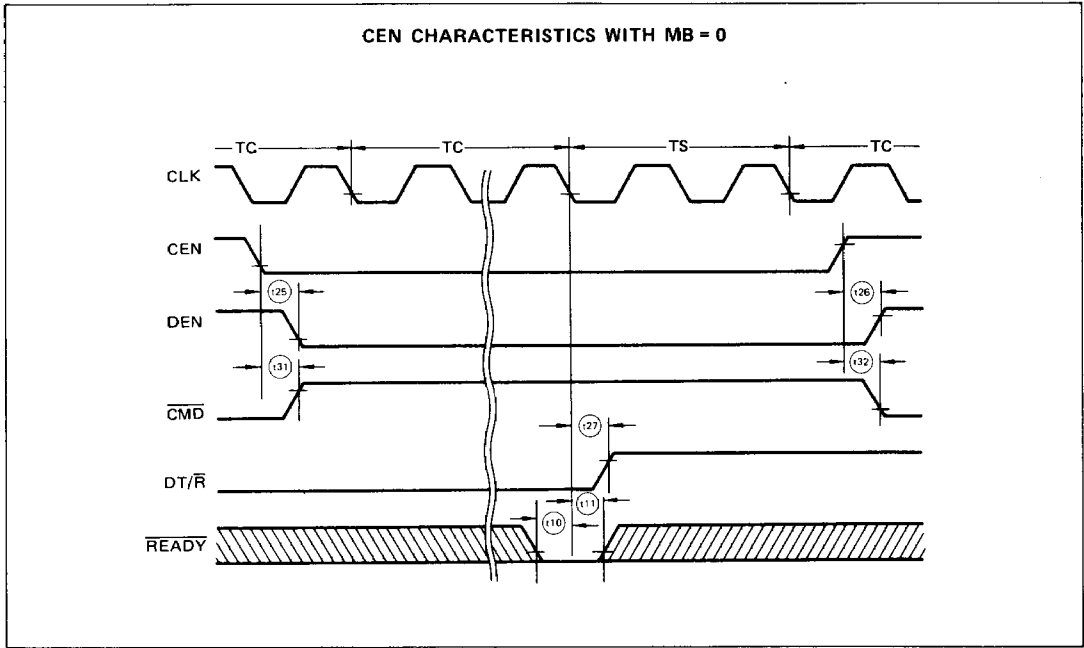 CEN CHARACTERISTICS WITH MB = 0
TC TC TS TC
CLK
CEN
t25 t26
DEN
t31 t32
CMD
t27
DT/R
t11
t10
READY